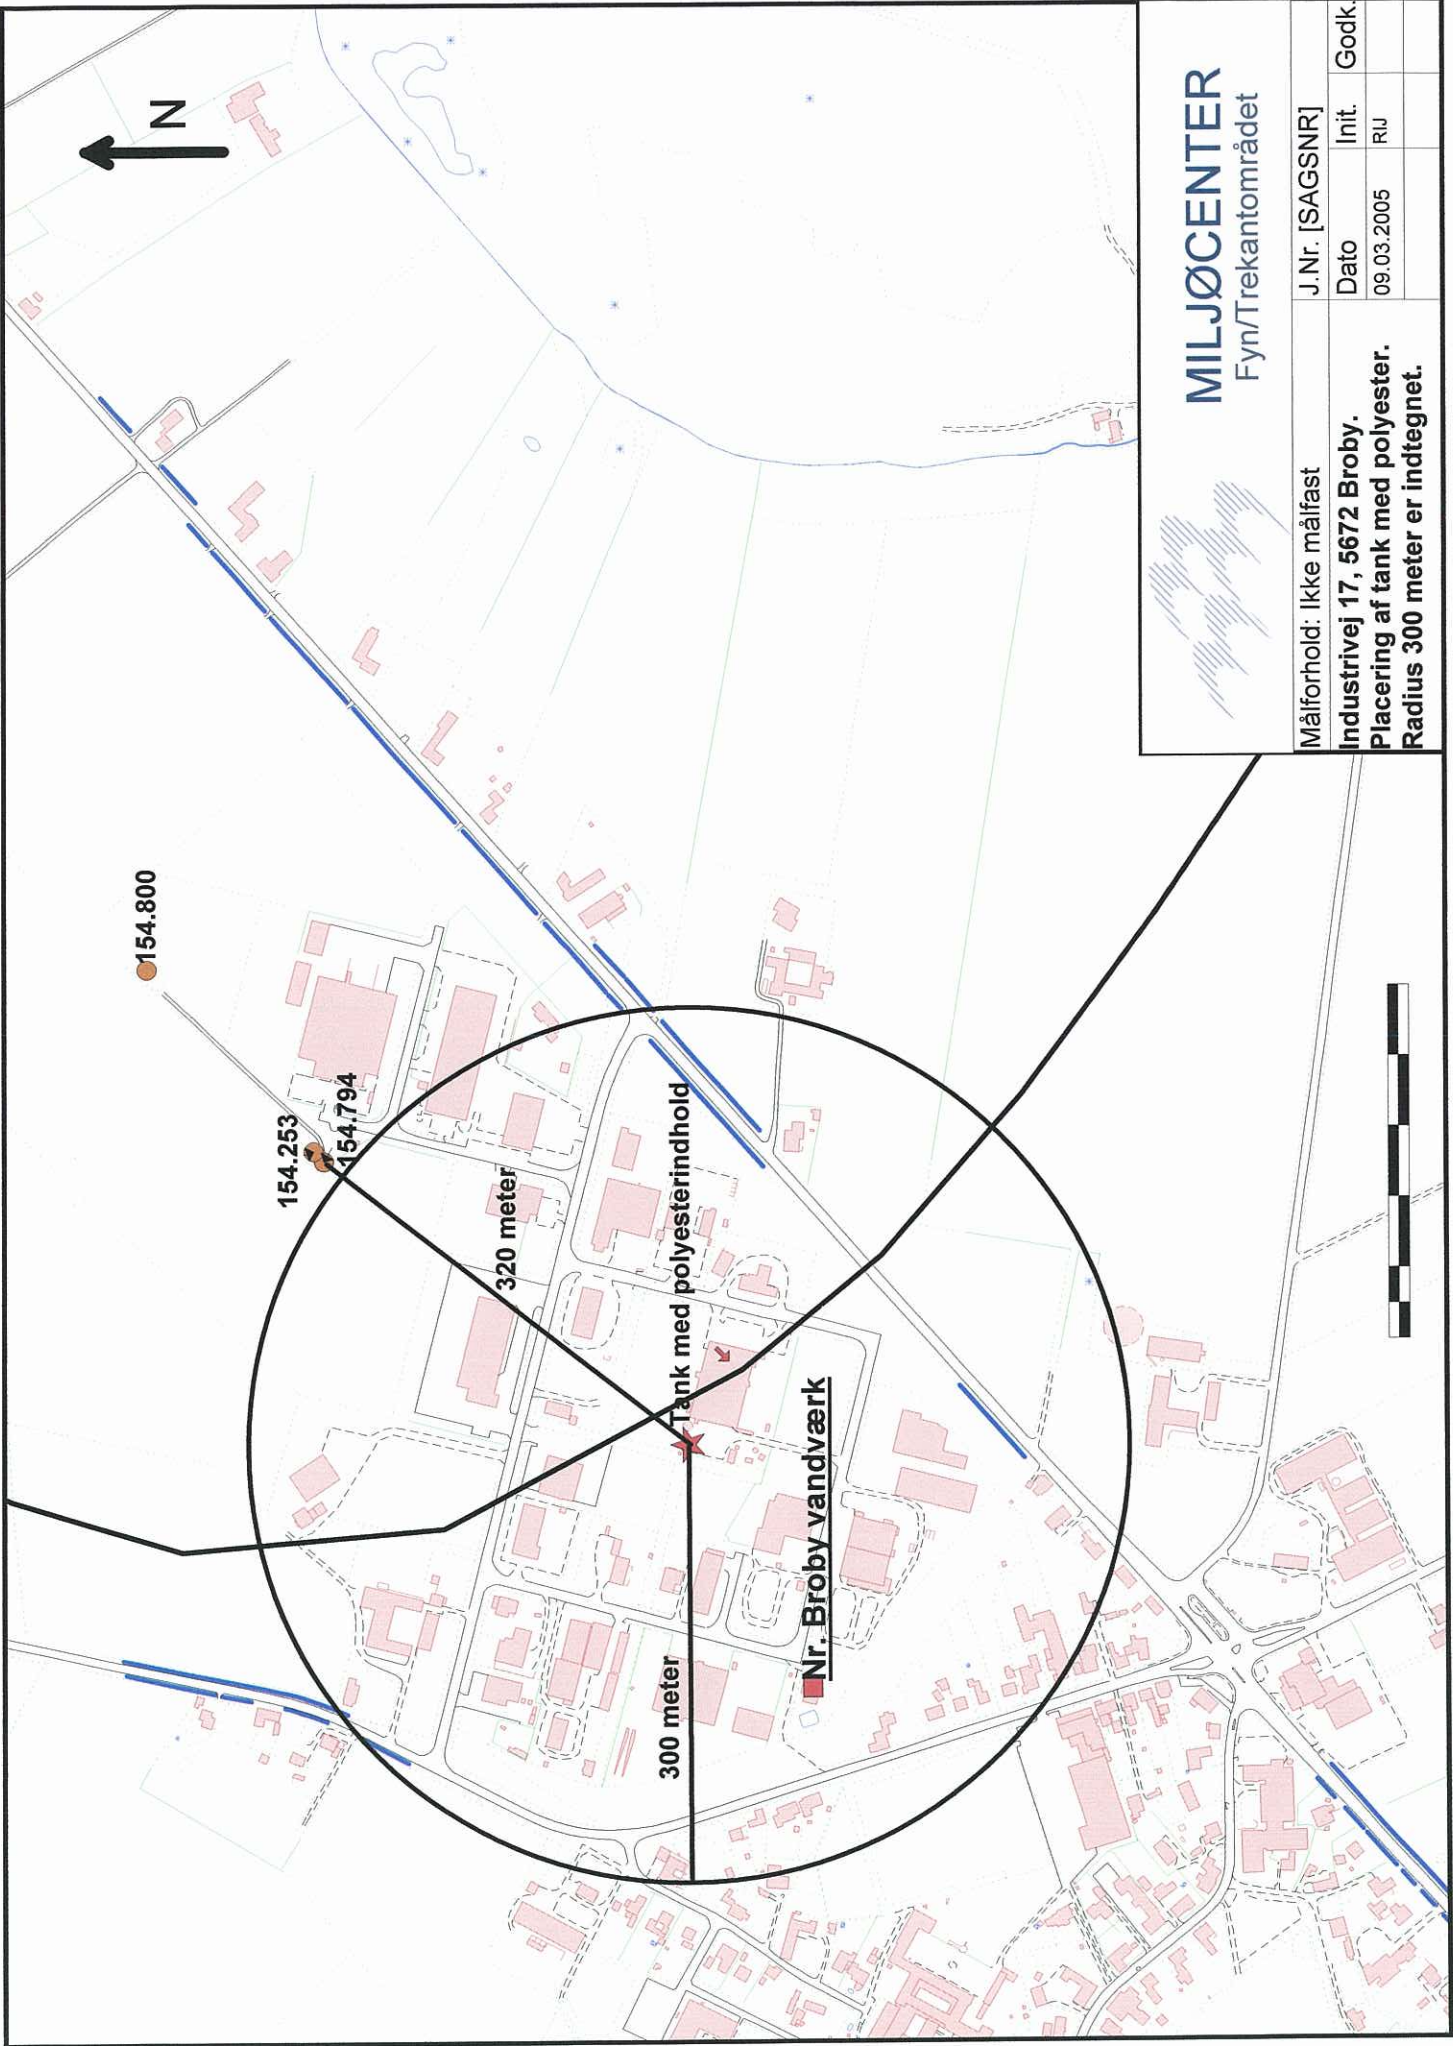 N
154.800
154.253
154.794
320 meter
Tank med polyesterindhold
300 meter
Nr. Broby vandværk
MILJØCENTER
Fyn/Trekantområdet
Målforhold: Ikke målfast
J.Nr. [SAGSNR]
Industrivej 17, 5672 Broby.
Placering af tank med polyester.
Radius 300 meter er indtegnet.
Dato Init. Godk.
09.03.2005 RIJ